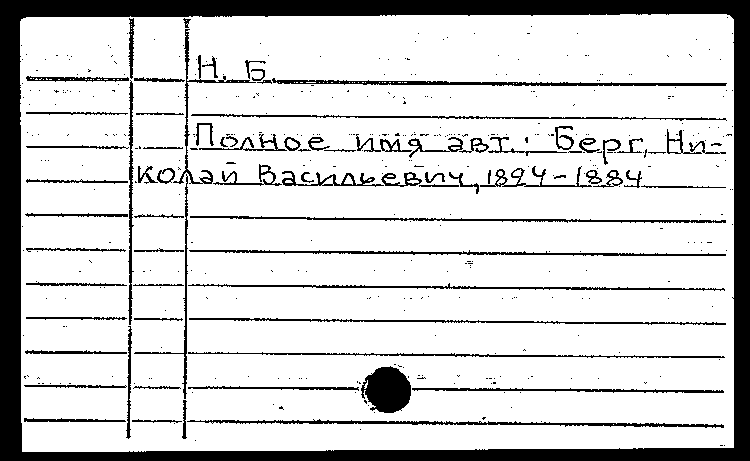 Н. Б.
Полное имя авт.: Берг, Ни-
колай Васильевич, 1824-1884